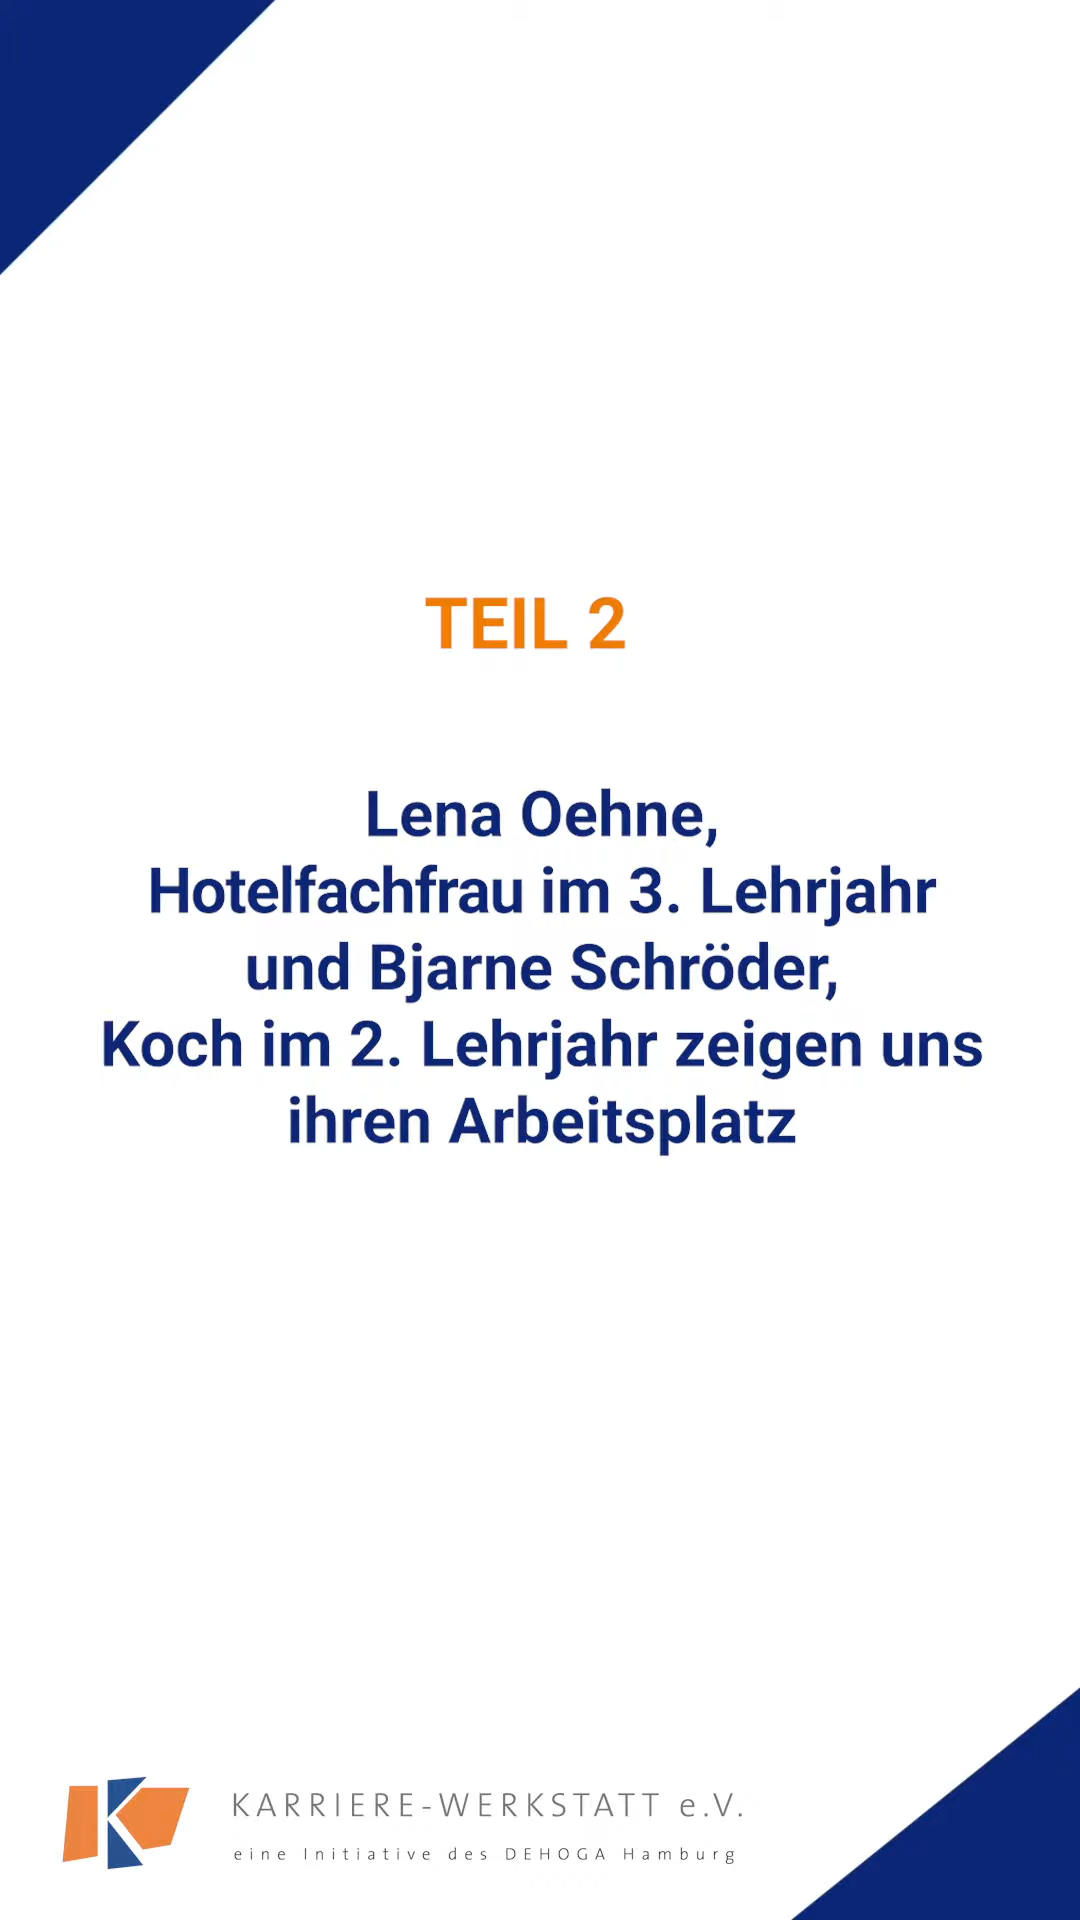 TEIL 2
Lena Oehne,
Hotelfachfrau im 3. Lehrjahr
und Bjarne Schröder,
Koch im 2. Lehrjahr zeigen uns
ihren Arbeitsplatz
KARRIERE-WERKSTATT e.V.
eine Initiative des DEHOGA Hamburg